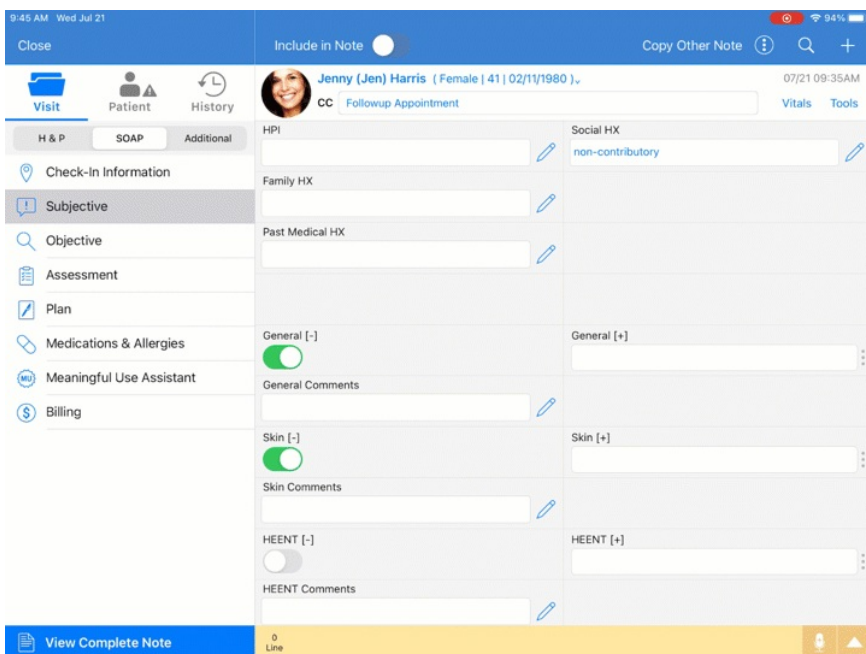 9:45 AM Wed Jul 21
94%
Close
Include in Note
Copy Other Note
Visit
Patient
History
Jenny (Jen) Harris ( Female | 41 | 02/11/1980 )
07/21 09:35AM
CC
Followup Appointment
Vitals
Tools
H & P
SOAP
Additional
Check-In Information
Subjective
Objective
Assessment
Plan
Medications & Allergies
MU
Meaningful Use Assistant
Billing
HPI
Social HX
non-contributory
Family HX
Past Medical HX
General [-]
General [+]
General Comments
Skin [-]
Skin [+]
Skin Comments
HEENT [-]
HEENT [+]
HEENT Comments
View Complete Note
0
Line